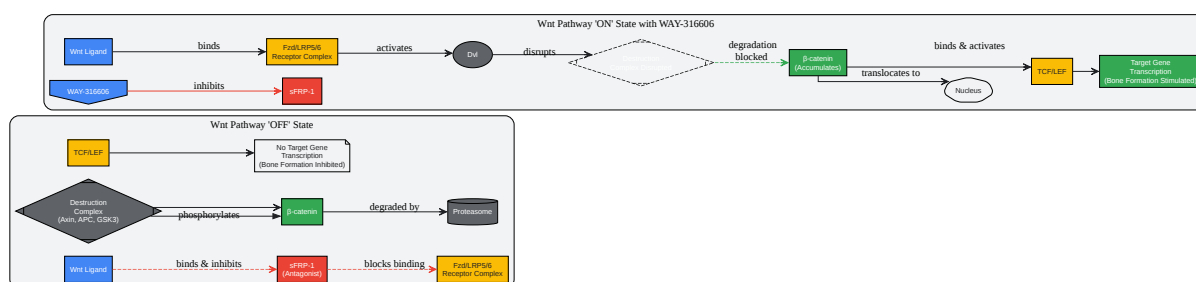 Wnt Pathway 'ON' State with WAY-316606
Wnt Ligand
binds
Fzd/LRP5/6
Receptor Complex
activates
Dvl
disrupts
degradation
blocked
β-catenin
(Accumulates)
binds & activates
translocates to
Nucleus
TCF/LEF
Target Gene
Transcription
(Bone Formation Stimulated)
WAY-316606
inhibits
sFRP-1
Wnt Pathway 'OFF' State
TCF/LEF
No Target Gene
Transcription
(Bone Formation Inhibited)
Destruction
Complex
(Axin, APC, GSK3)
phosphorylates
β-catenin
degraded by
Proteasome
Wnt Ligand
binds & inhibits
sFRP-1
(Antagonist)
blocks binding
Fzd/LRP5/6
Receptor Complex